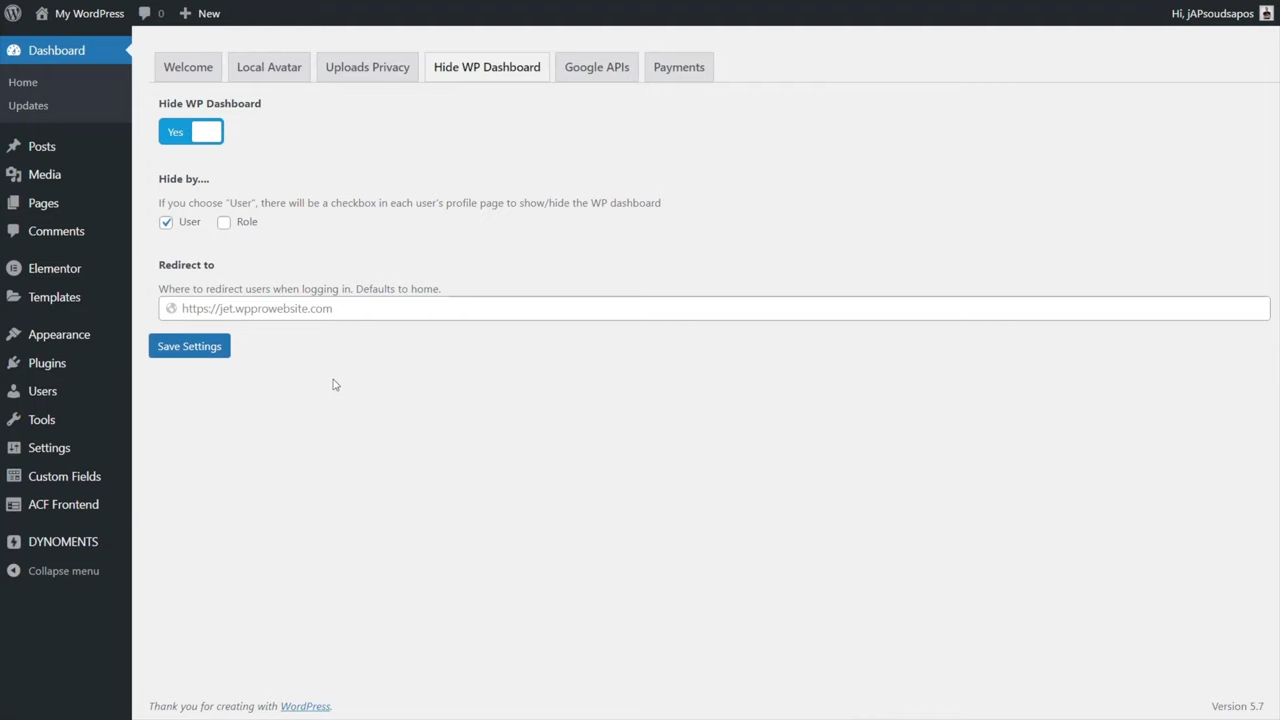 My WordPress
0
New
Hi, jAPsoudsapos
Dashboard
Home
Updates
Posts
Media
Pages
Comments
Elementor
Templates
Appearance
Plugins
Users
Tools
Settings
Custom Fields
ACF Frontend
DYNOMENTS
Collapse menu
Welcome
Local Avatar
Uploads Privacy
Hide WP Dashboard
Google APIs
Payments
Hide WP Dashboard
Yes
Hide by....
If you choose "User", there will be a checkbox in each user's profile page to show/hide the WP dashboard
User
Role
Redirect to
Where to redirect users when logging in. Defaults to home.
https://jet.wpprowebsite.com
Save Settings
Thank you for creating with WordPress.
Version 5.7